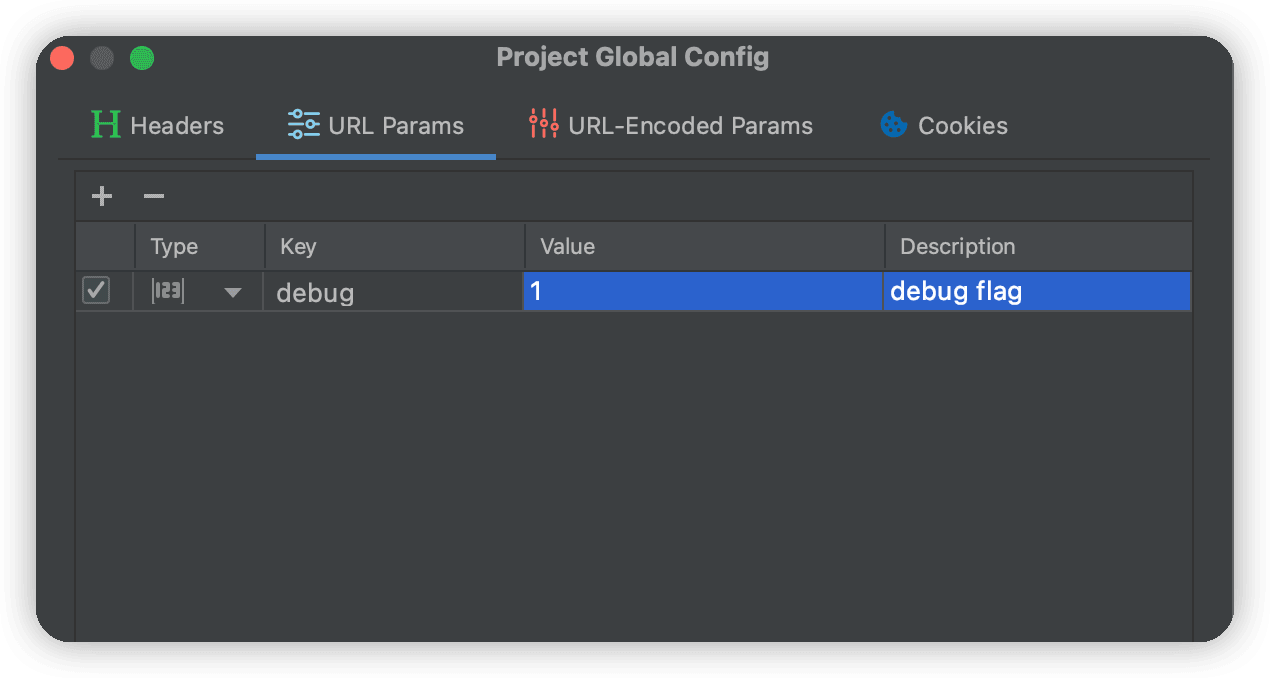 Project Global Config
Headers URL Params URL-Encoded Params Cookies
Type Key Value Description
123 debug 1 debug flag